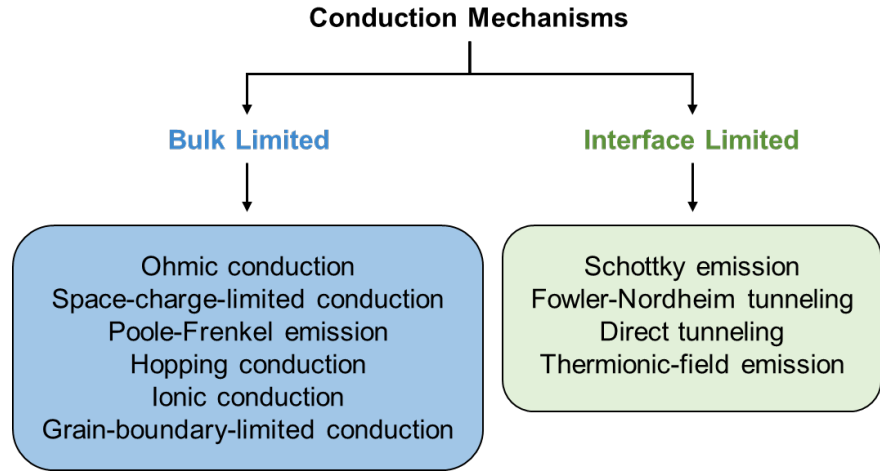 Conduction Mechanisms
Bulk Limited
Interface Limited
Ohmic conduction
Space-charge-limited conduction
Poole-Frenkel emission
Hopping conduction
Ionic conduction
Grain-boundary-limited conduction
Schottky emission
Fowler-Nordheim tunneling
Direct tunneling
Thermionic-field emission